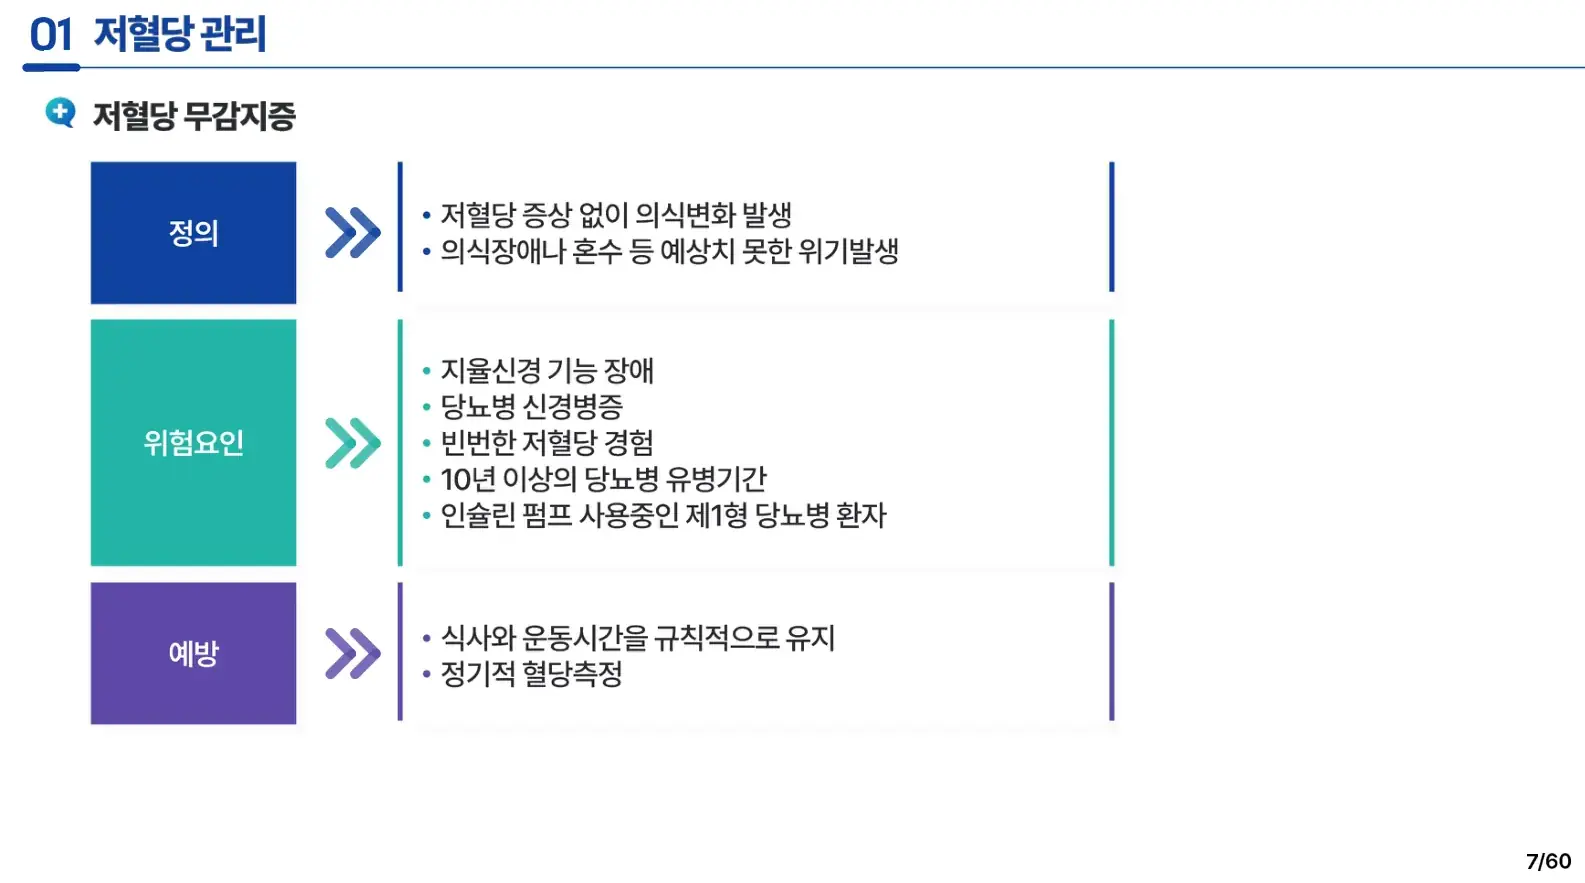 01 저혈당 관리
저혈당 무감지증
정의
• 저혈당 증상 없이 의식변화 발생
• 의식장애나 혼수 등 예상치 못한 위기발생
위험요인
• 지율신경 기능 장애
• 당뇨병 신경병증
• 빈번한 저혈당 경험
• 10년 이상의 당뇨병 유병기간
• 인슐린 펌프 사용중인 제1형 당뇨병 환자
예방
• 식사와 운동시간을 규칙적으로 유지
• 정기적 혈당측정
7/60